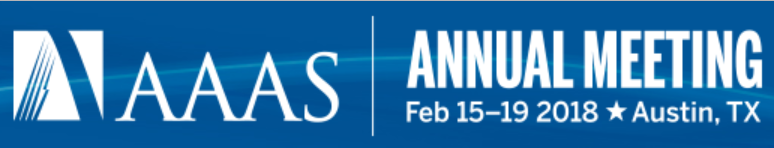 AAAS
ANNUAL MEETING
Feb 15–19 2018 ★ Austin, TX